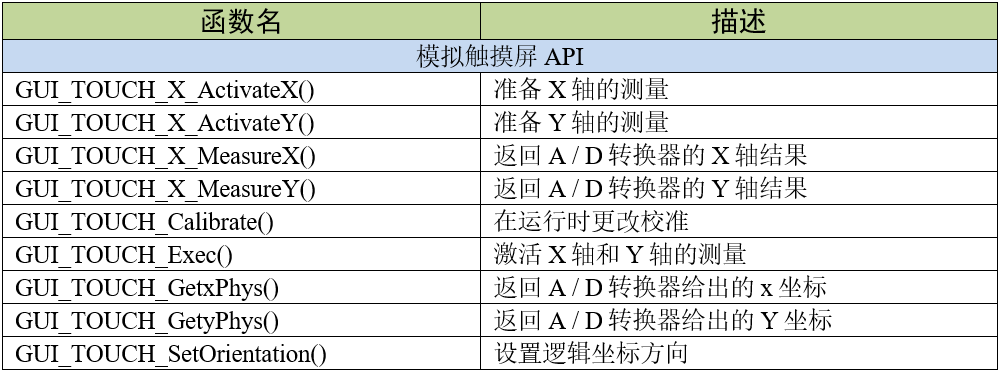 函数名 描述
模拟触摸屏 API
GUI_TOUCH_X_ActivateX() 准备 X 轴的测量
GUI_TOUCH_X_ActivateY() 准备 Y 轴的测量
GUI_TOUCH_X_MeasureX() 返回 A / D 转换器的 X 轴结果
GUI_TOUCH_X_MeasureY() 返回 A / D 转换器的 Y 轴结果
GUI_TOUCH_Calibrate() 在运行时更改校准
GUI_TOUCH_Exec() 激活 X 轴和 Y 轴的测量
GUI_TOUCH_GetxPhys() 返回 A / D 转换器给出的 x 坐标
GUI_TOUCH_GetyPhys() 返回 A / D 转换器给出的 Y 坐标
GUI_TOUCH_SetOrientation() 设置逻辑坐标方向